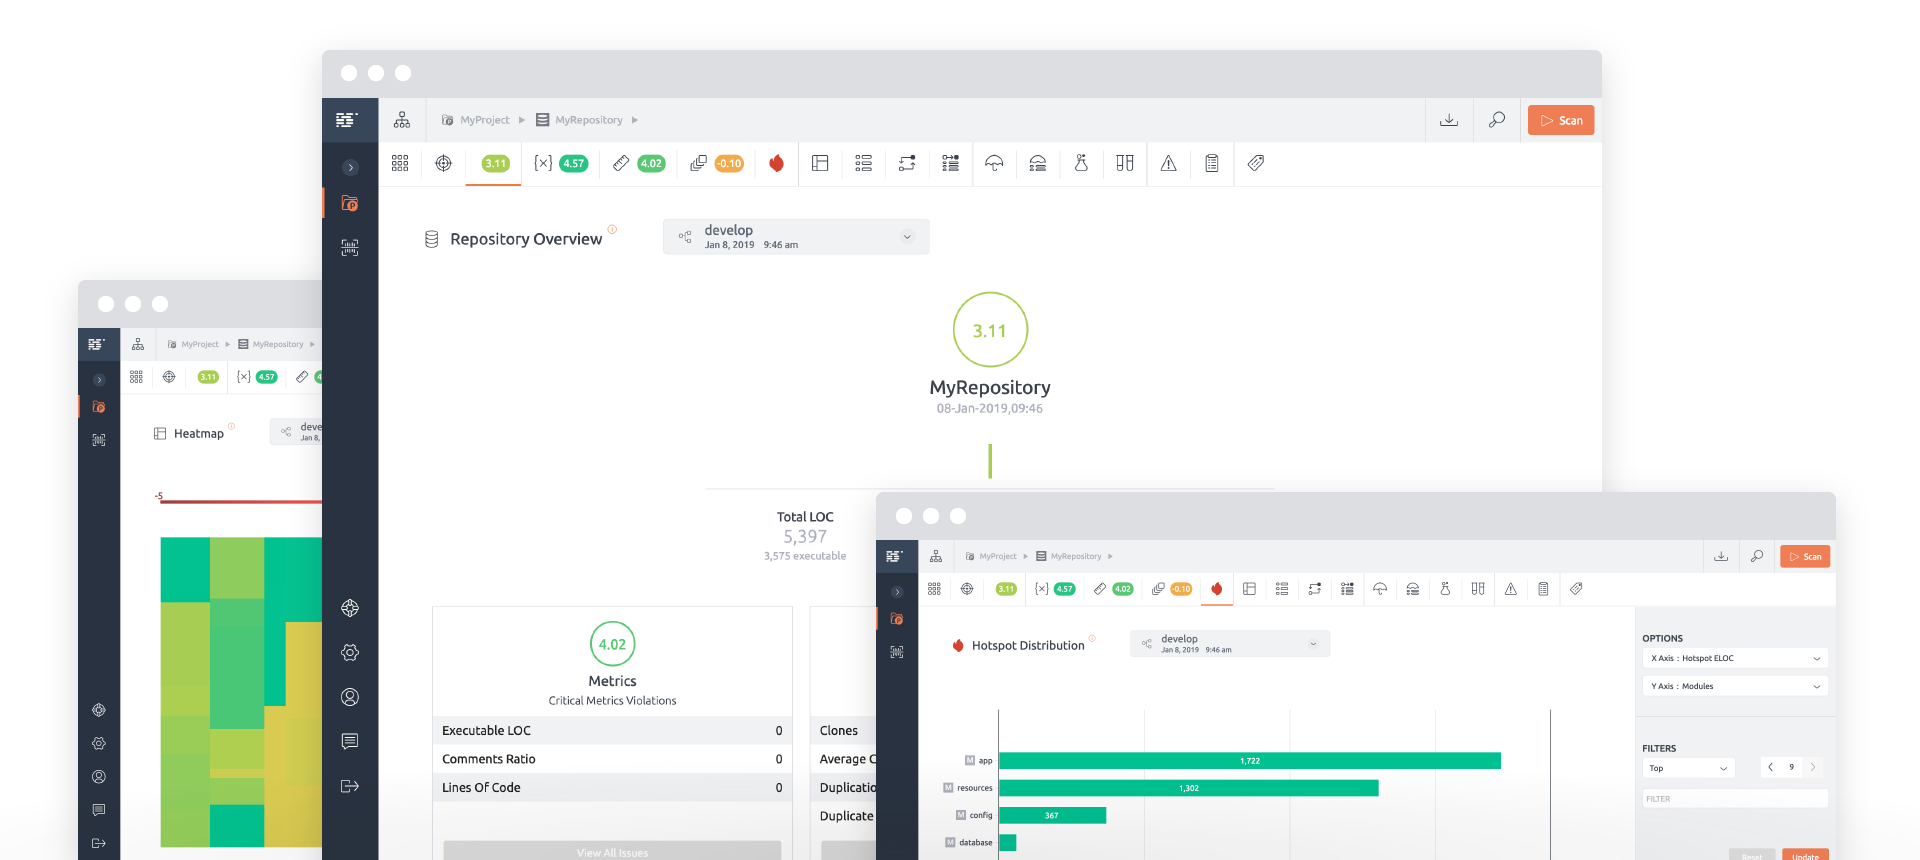 MyProject
MyRepository
Scan
3.11
{x} 4.57
4.02
-0.10
Repository Overview
develop
Jan 8, 2019 9:46 am
3.11
MyRepository
08-Jan-2019,09:46
Total LOC
5,397
3,575 executable
4.02
Metrics
Critical Metrics Violations
Executable LOC 0
Comments Ratio 0
Lines Of Code 0
View All Issues
Clones
Average
Duplicate
MyProject
MyRepository
3.11
{x} 4.57
Heatmap
Jan 8,
-5
MyProject
MyRepository
Scan
3.11
{x} 4.57
4.02
-0.10
Hotspot Distribution
develop
Jan 8, 2019 9:46 am
M app
1,722
M resources
1,302
M config
367
M database
OPTIONS
X Axis : Hotspot ELOC
Y Axis : Modules
FILTERS
Top
9
FILTER
Reset
Update